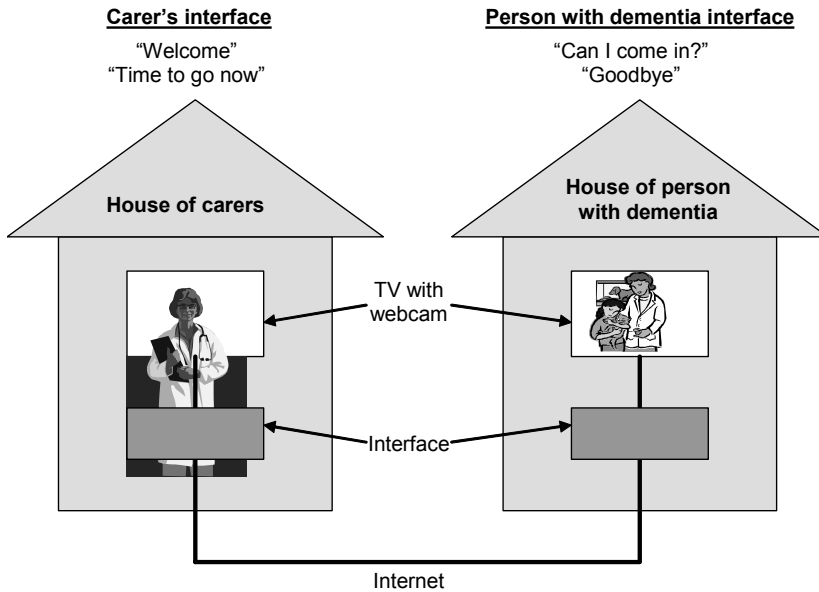 Carer's interface
“Welcome”
“Time to go now”
Person with dementia interface
“Can I come in?”
“Goodbye”
House of carers
House of person
with dementia
TV with
webcam
Interface
Internet